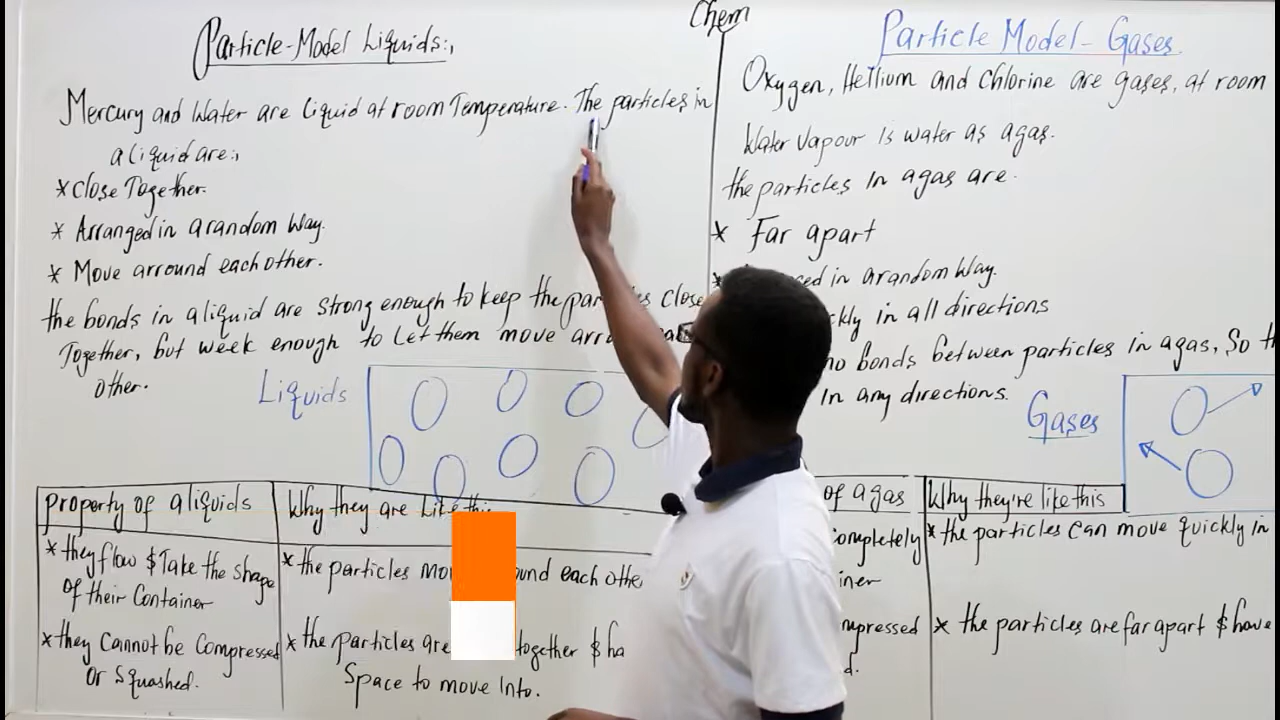 Chem
Particle-Model Liquids:,
Mercury and Water are Liquid at room Temperature. The particles in
a liquid are:,
* Close Together.
* Arranged in a random Way.
* Move arround each other.
the bonds in a liquid are strong enough to keep the par es close
Together, but week enough to Let them move arro
other.
Liquids
property of a liquids
Why they are Like this
* they flow $ Take the shape
of their Container
* the particles mo ound each othe
* they Cannot be Compressed
Or Squashed.
* the particles are together $ ha
Space to move Into.
Particle Model - Gases
Oxygen, Hellium and Chlorine are gases, at room
Water Vapour is water as a gas.
the particles In a gas are.
* Far apart
* ed in a random Way.
kly in all directions
no bonds between particles in a gas, So th
In any directions.
Gases
of a gas
Why they're like this
Completely
iner
* the particles Can move quickly in
mpressed
d.
* the particles are far apart $ have